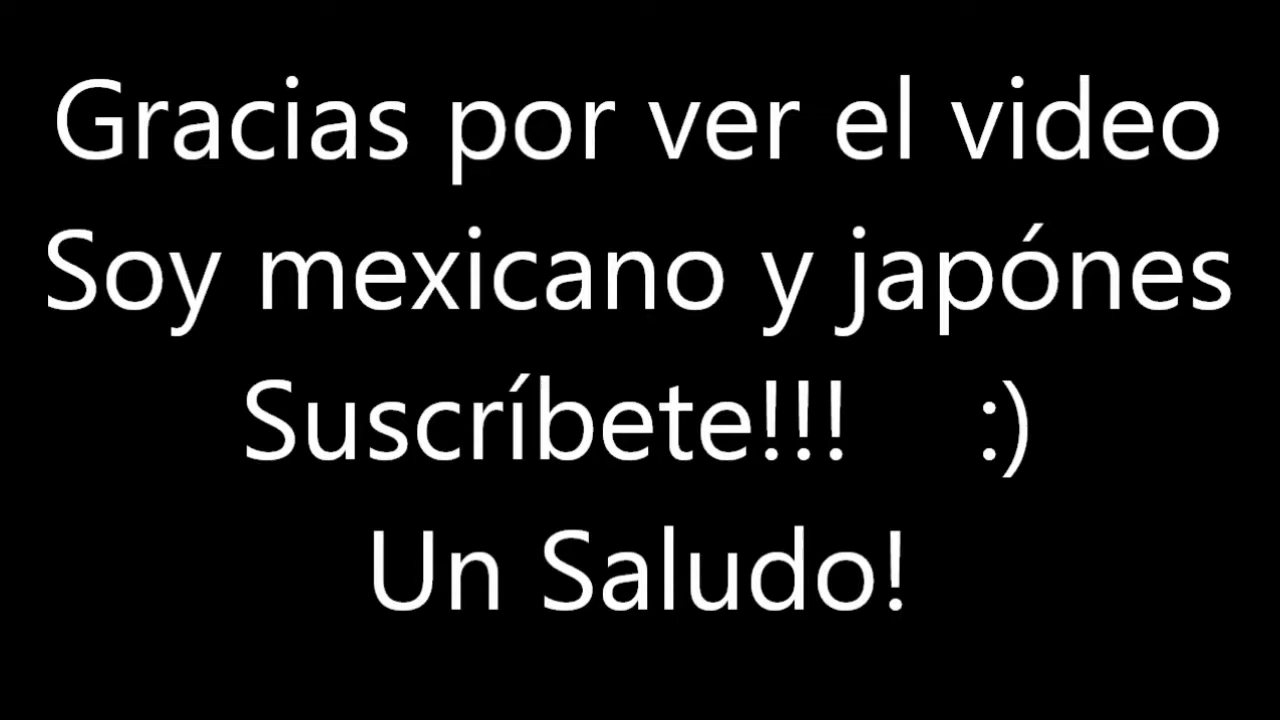 Gracias por ver el video
Soy mexicano y japónes
Suscríbete!!! :)
Un Saludo!